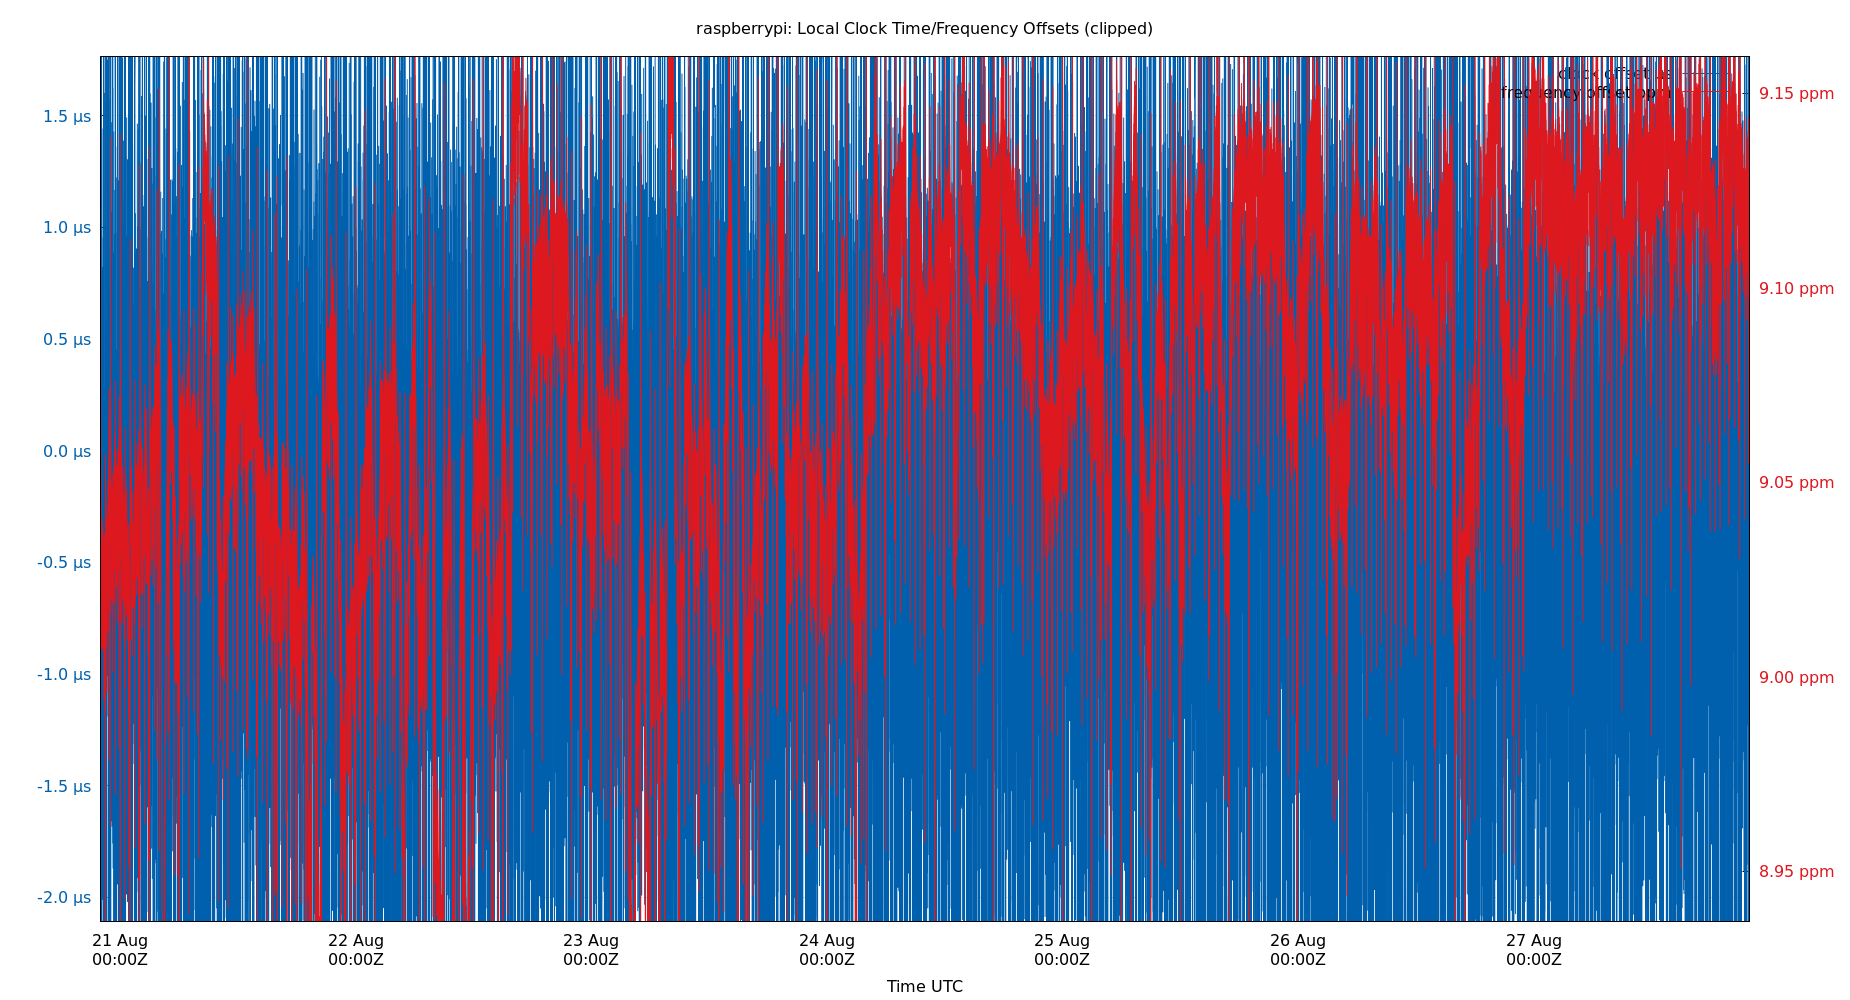 raspberrypi: Local Clock Time/Frequency Offsets (clipped)
clock offset
frequency offset ppm
1.5 µs
1.0 µs
0.5 µs
0.0 µs
-0.5 µs
-1.0 µs
-1.5 µs
-2.0 µs
9.15 ppm
9.10 ppm
9.05 ppm
9.00 ppm
8.95 ppm
21 Aug
00:00Z
22 Aug
00:00Z
23 Aug
00:00Z
24 Aug
00:00Z
25 Aug
00:00Z
26 Aug
00:00Z
27 Aug
00:00Z
Time UTC